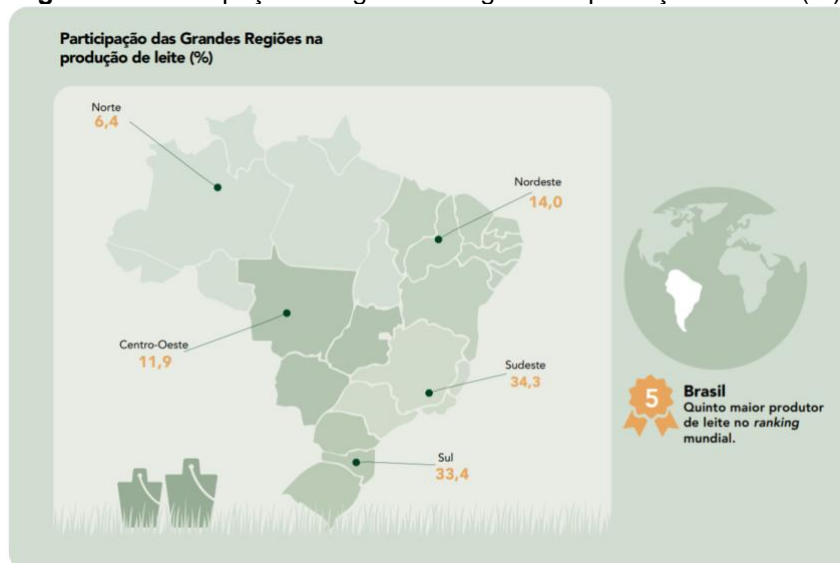 Participação das Grandes Regiões na
produção de leite (%)
Norte
6,4
Nordeste
14,0
Centro-Oeste
11,9
Sudeste
34,3
Sul
33,4
5
Brasil
Quinto maior produtor
de leite no ranking
mundial.